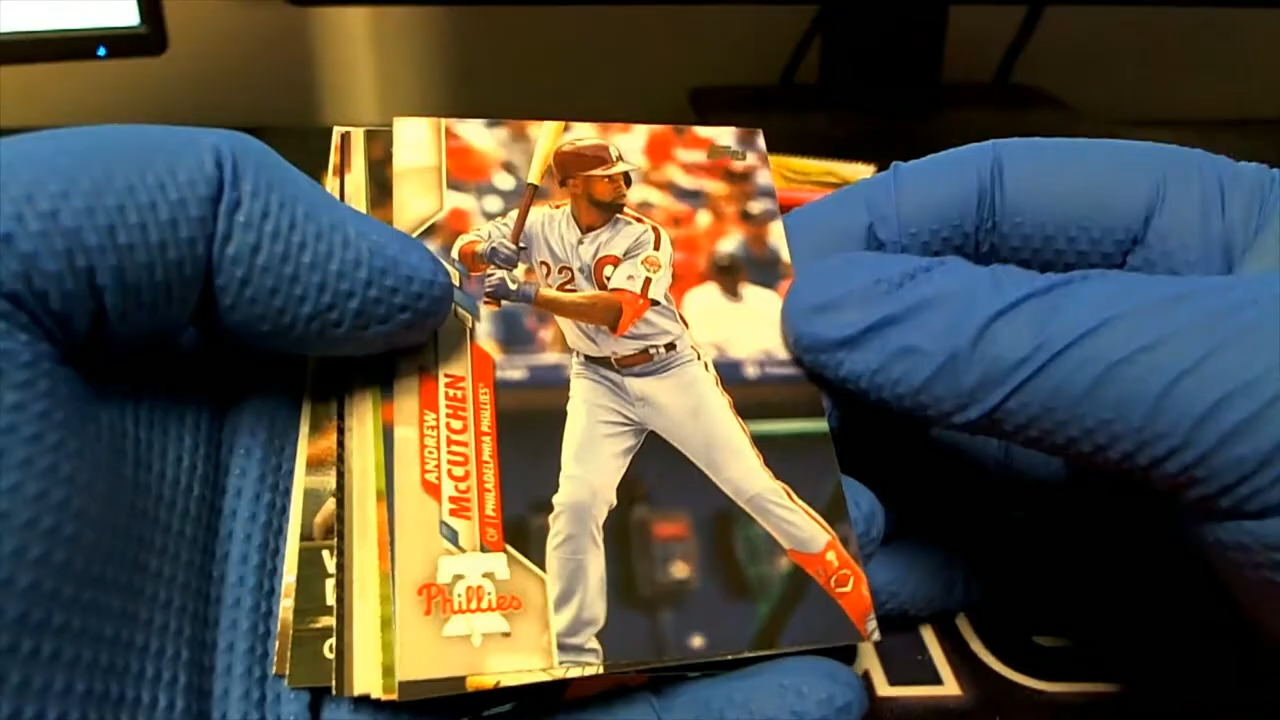 Topps
22
ANDREW
McCUTCHEN
OF | PHILADELPHIA PHILLIES
Phillies